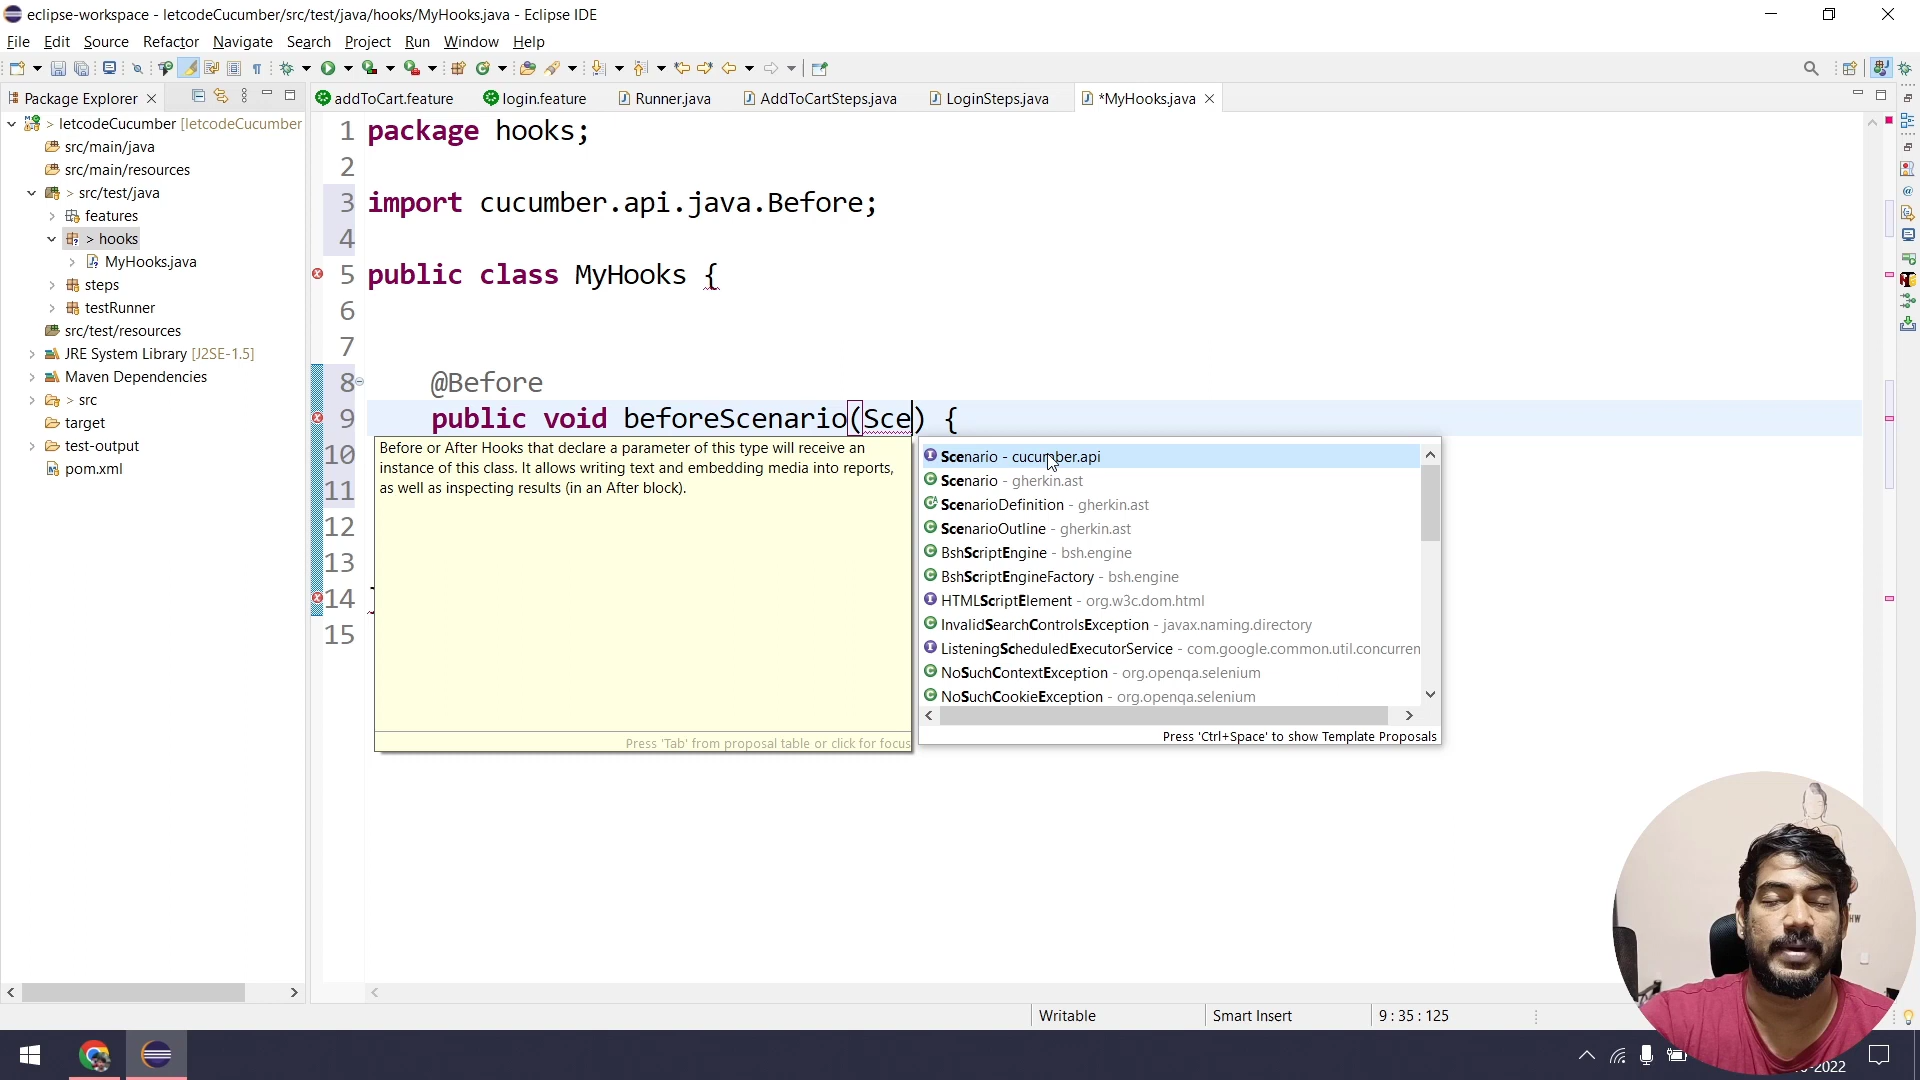 eclipse-workspace - letcodeCucumber/src/test/java/hooks/MyHooks.java - Eclipse IDE
File Edit Source Refactor Navigate Search Project Run Window Help
Package Explorer
addToCart.feature login.feature Runner.java AddToCartSteps.java LoginSteps.java *MyHooks.java
> letcodeCucumber [letcodeCucumber
src/main/java
src/main/resources
> src/test/java
features
> hooks
MyHooks.java
steps
testRunner
src/test/resources
JRE System Library [J2SE-1.5]
Maven Dependencies
> src
target
test-output
pom.xml
1 package hooks;
2
3 import cucumber.api.java.Before;
4
5 public class MyHooks {
6
7
8 @Before
9 public void beforeScenario(Sce) {
10
11
12
13
14 }
15
Before or After Hooks that declare a parameter of this type will receive an
instance of this class. It allows writing text and embedding media into reports,
as well as inspecting results (in an After block).
Press 'Tab' from proposal table or click for focus
Scenario - cucumber.api
Scenario - gherkin.ast
ScenarioDefinition - gherkin.ast
ScenarioOutline - gherkin.ast
BshScriptEngine - bsh.engine
BshScriptEngineFactory - bsh.engine
HTMLScriptElement - org.w3c.dom.html
InvalidSearchControlsException - javax.naming.directory
ListeningScheduledExecutorService - com.google.common.util.concurren
NoSuchContextException - org.openqa.selenium
NoSuchCookieException - org.openqa.selenium
Press 'Ctrl+Space' to show Template Proposals
Writable Smart Insert 9 : 35 : 125
-2022